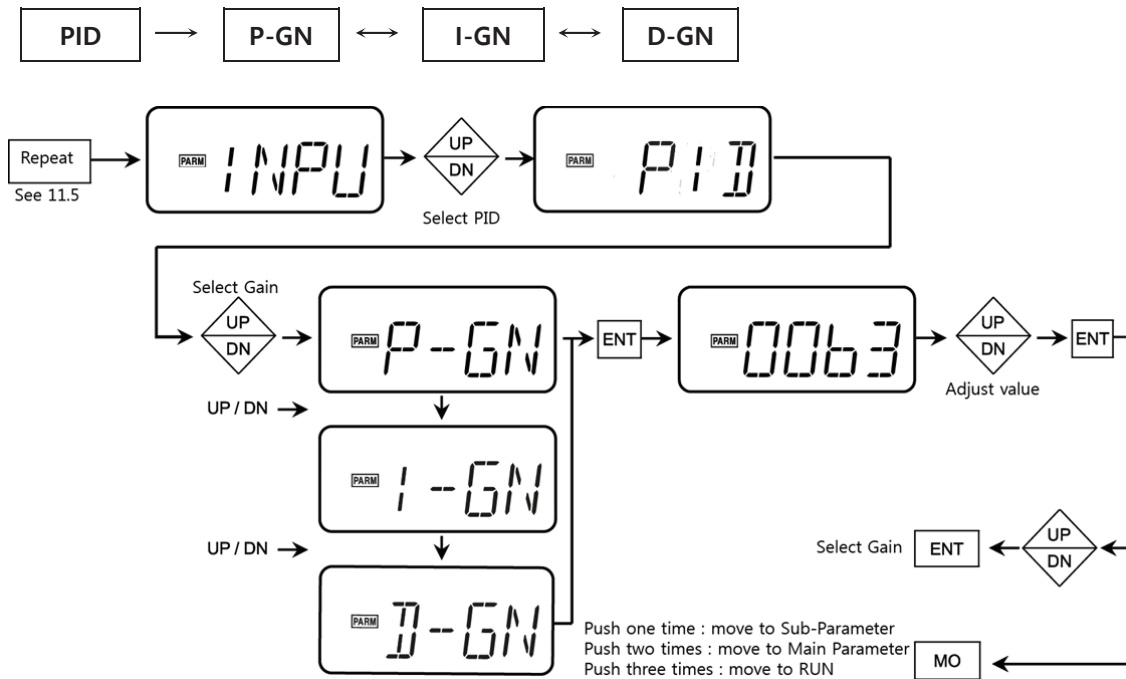 PID → P-GN ↔ I-GN ↔ D-GN
Repeat
See 11.5
PARM INPU
UP
DN
Select PID
PARM PID
Select Gain
UP
DN
PARM P-GN
ENT
PARM 0063
UP
DN
Adjust value
ENT
UP / DN
PARM I-GN
UP / DN
PARM D-GN
Select Gain
ENT
UP
DN
Push one time : move to Sub-Parameter
Push two times : move to Main Parameter
Push three times : move to RUN
MO